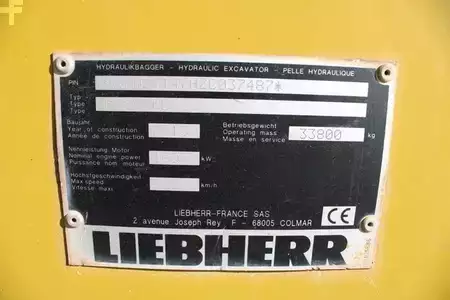 HYDRAULIKBAGGER - HYDRAULIC EXCAVATOR - PELLE HYDRAULIQUE
PIN
Typ
Type
Type
Baujahr
Year of construction
Année de construction
Betriebsgewicht
Operating mass
Masse en service
33800 kg
Nennleistung Motor
Nominal engine power
Puissance nom. moteur
kW
Höchstgeschwindigkeit
Max speed
Vitesse maxi
km/h
LIEBHERR-FRANCE SAS
2 avenue Joseph Rey F - 68005 COLMAR
CE
LIEBHERR